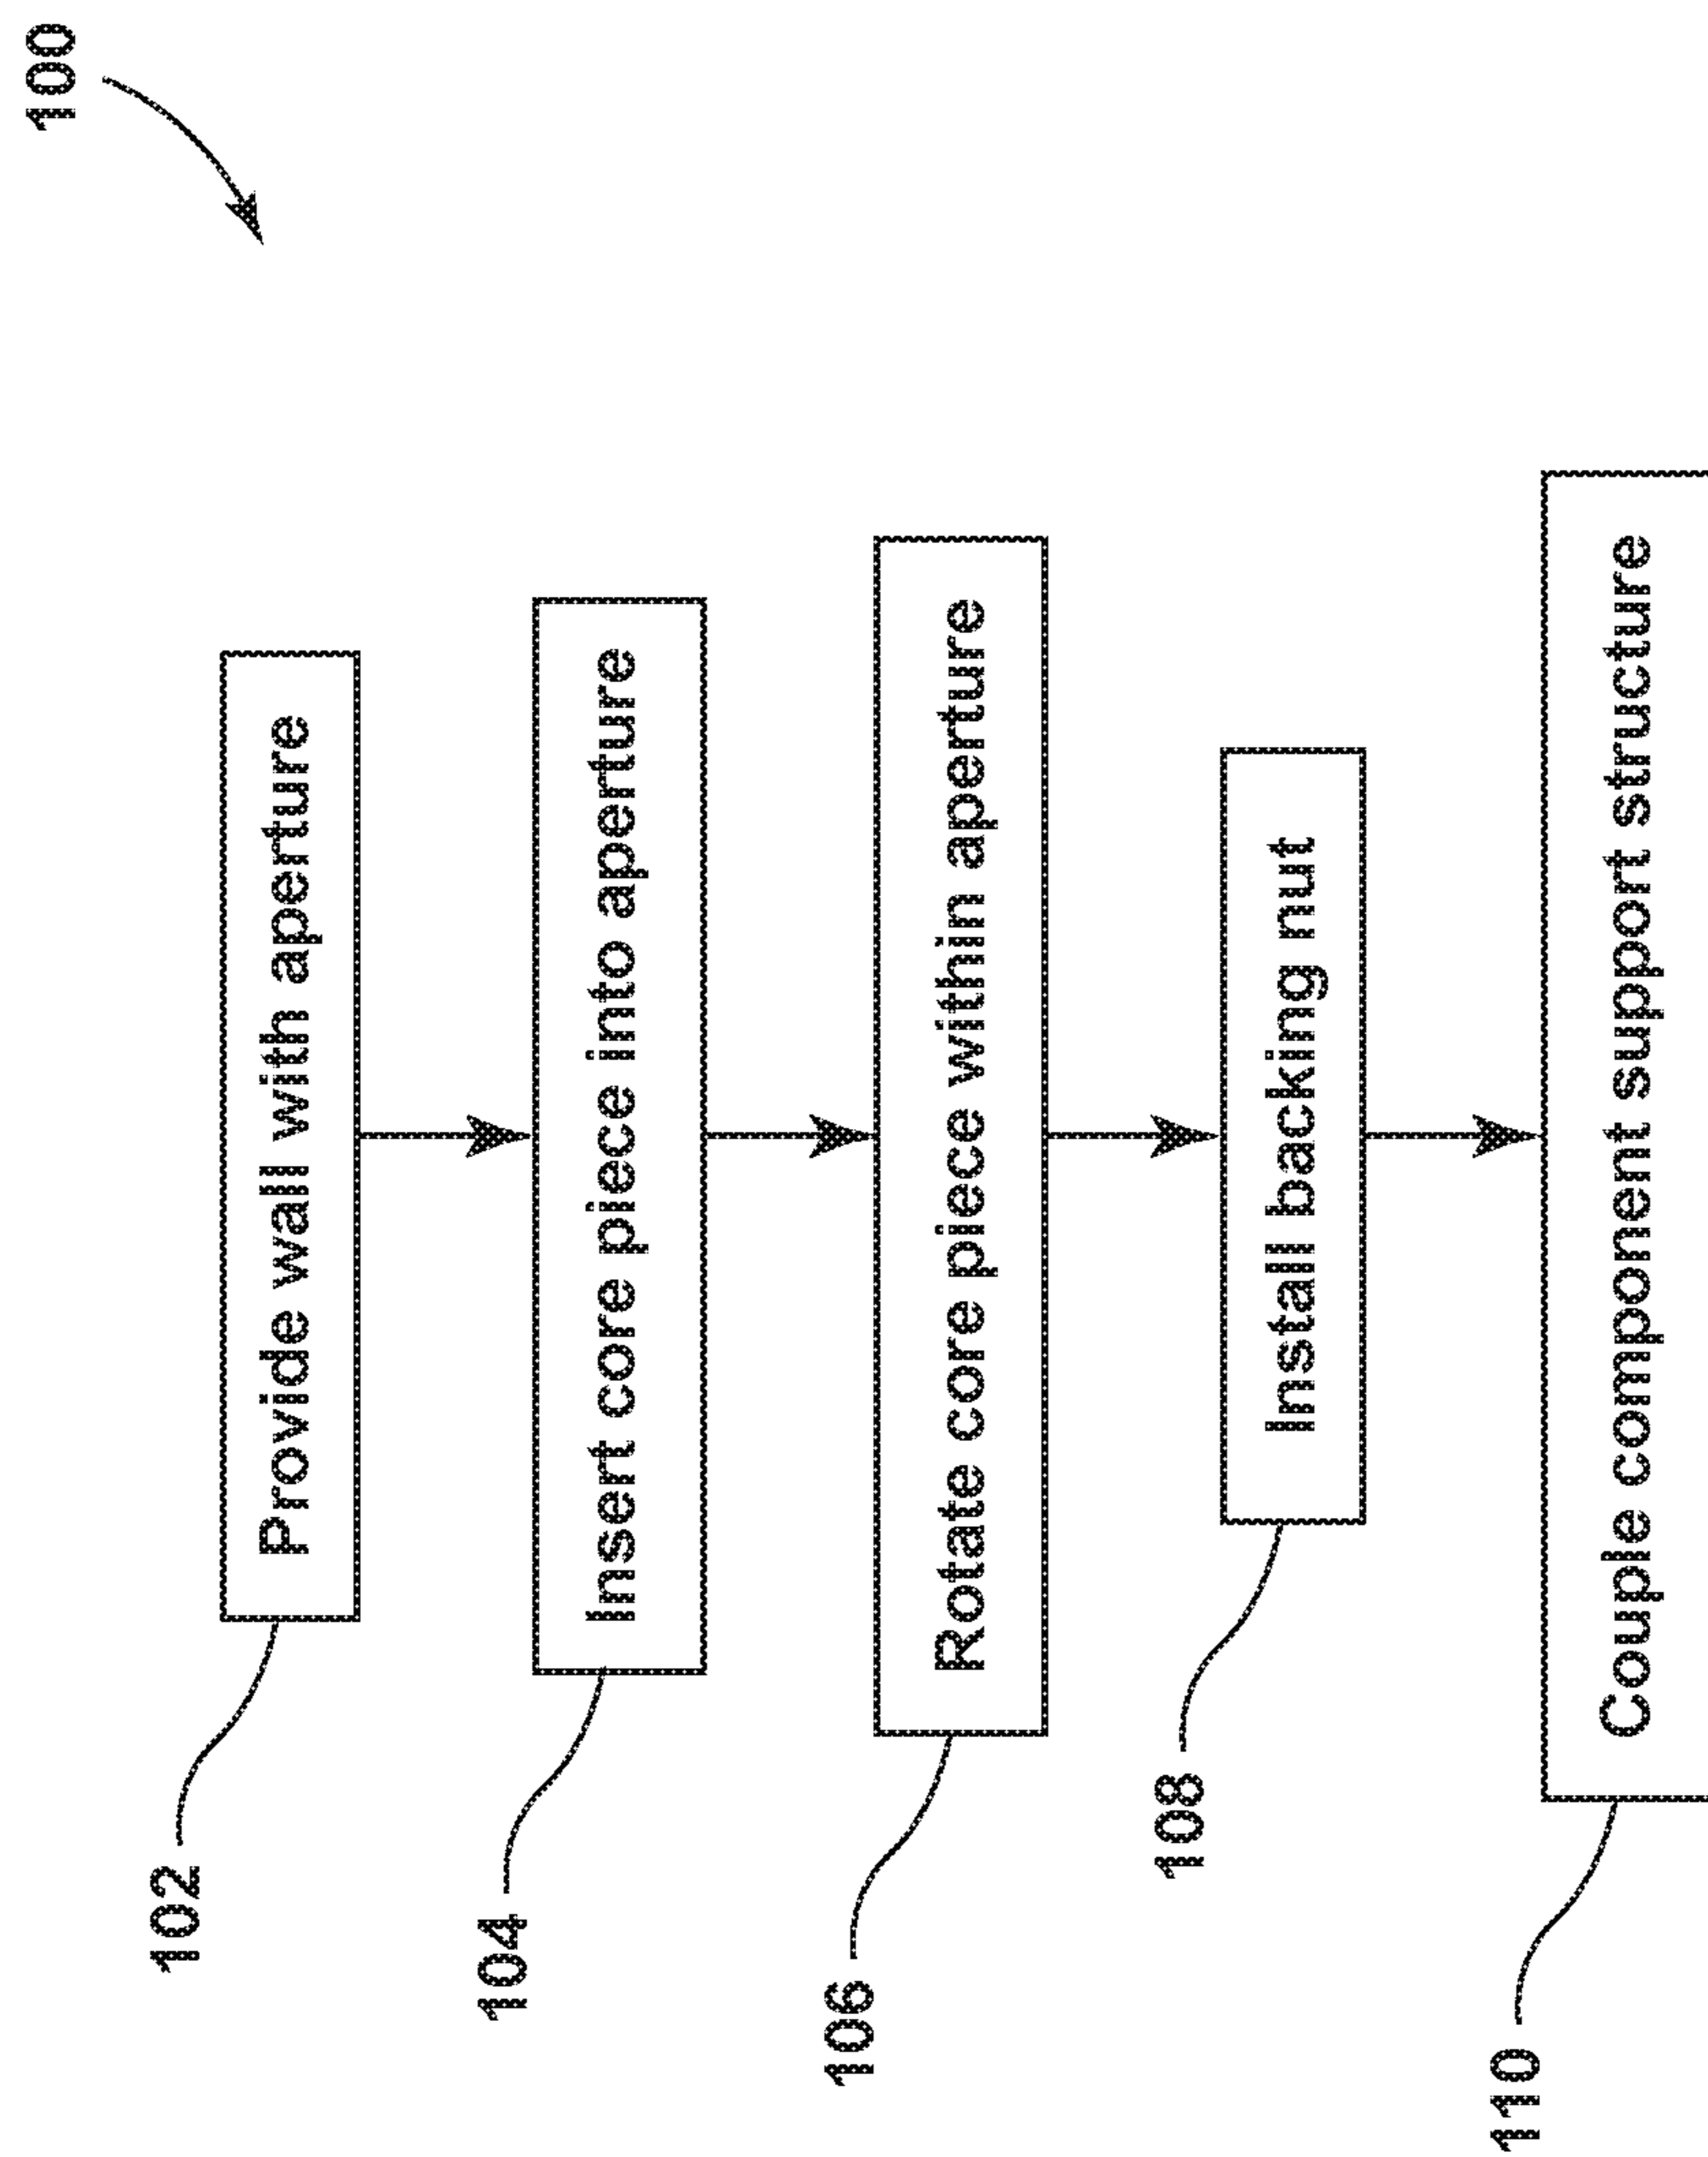 100
102
Provide wall with aperture
104
Insert core piece into aperture
106
Rotate core piece within aperture
108
Install backing nut
110
Couple component support structure